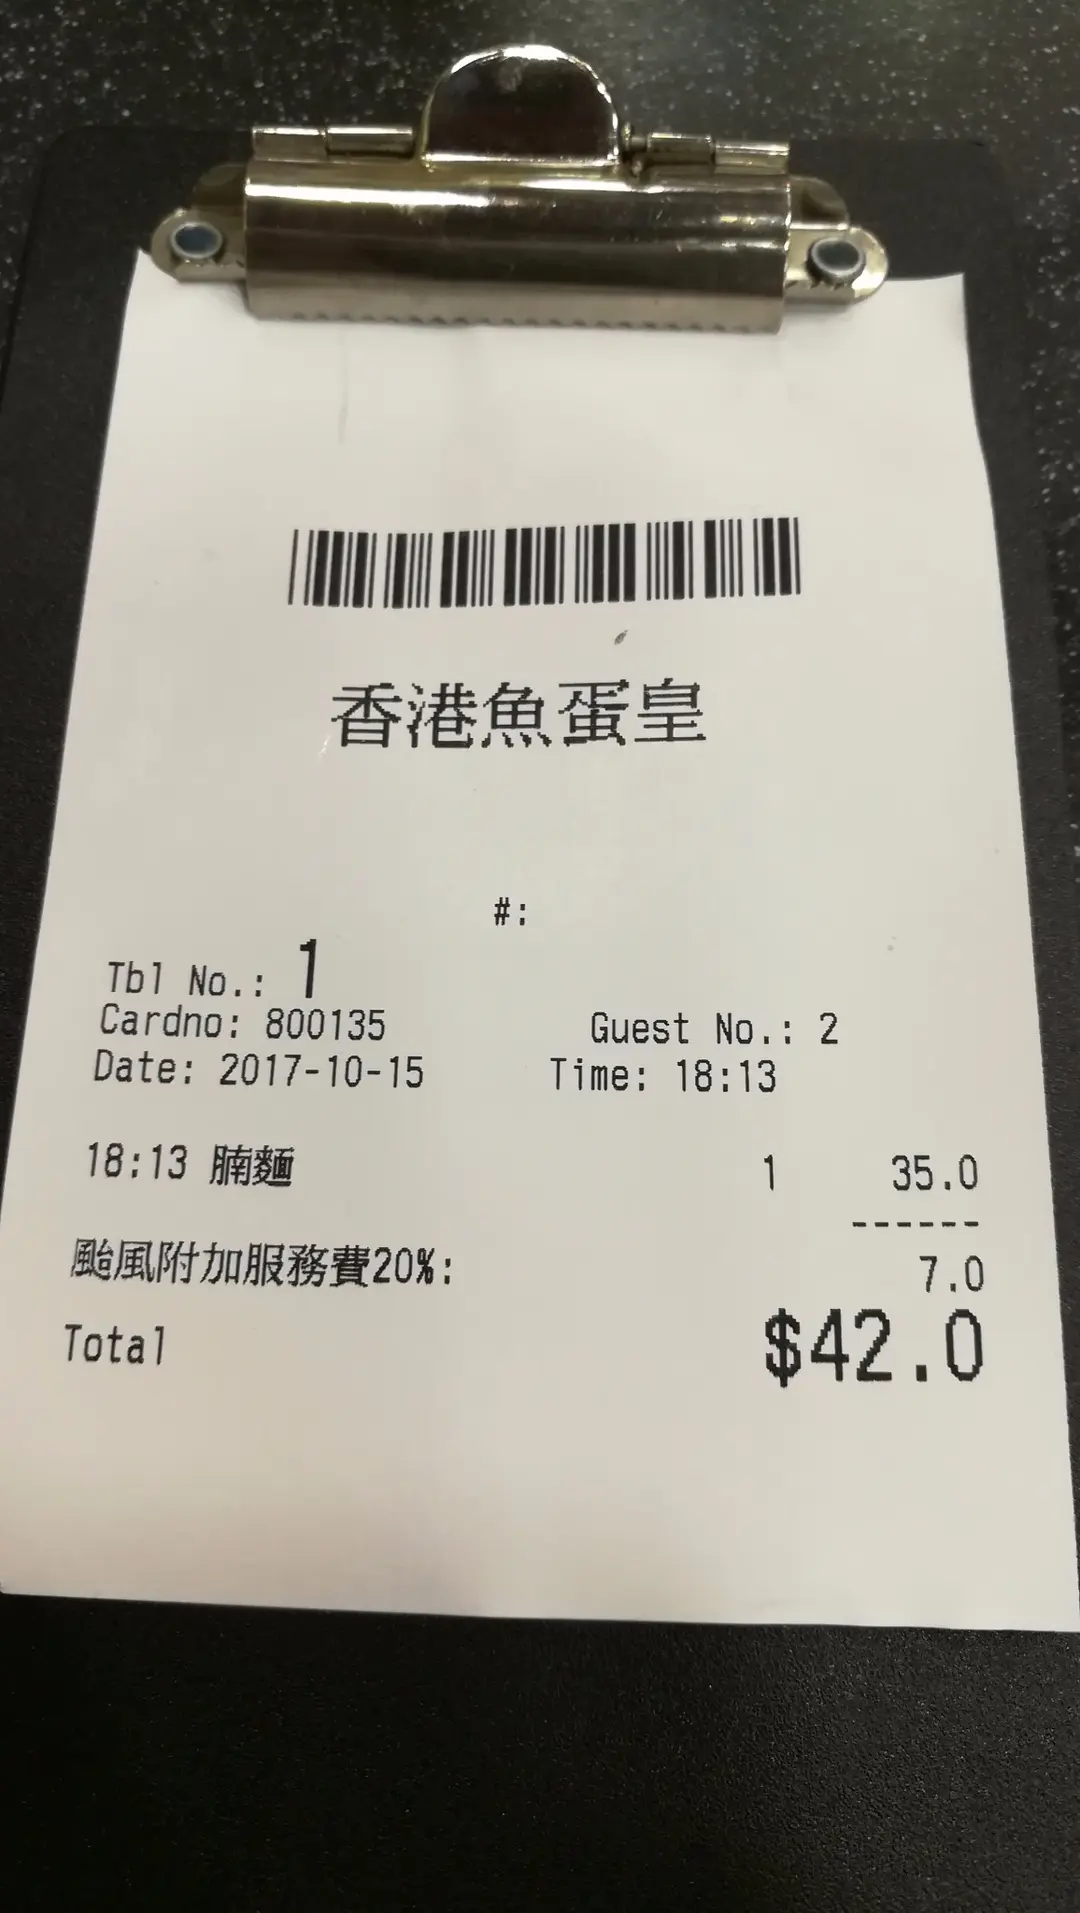 香港魚蛋皇
#:
Tbl No.: 1
Cardno: 800135 Guest No.: 2
Date: 2017-10-15 Time: 18:13
18:13 腩麵 1 35.0
------
颱風附加服務費20%: 7.0
Total $42.0